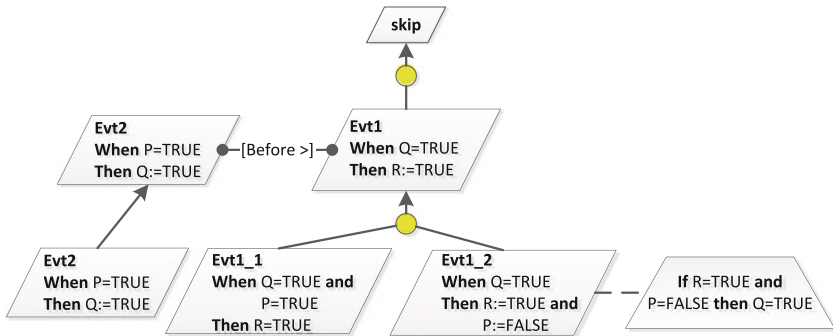 skip
Evt2
When P=TRUE
Then Q:=TRUE
[Before >]
Evt1
When Q=TRUE
Then R:=TRUE
Evt2
When P=TRUE
Then Q:=TRUE
Evt1_1
When Q=TRUE and
P=TRUE
Then R=TRUE
Evt1_2
When Q=TRUE
Then R:=TRUE and
P:=FALSE
If R=TRUE and
P=FALSE then Q=TRUE